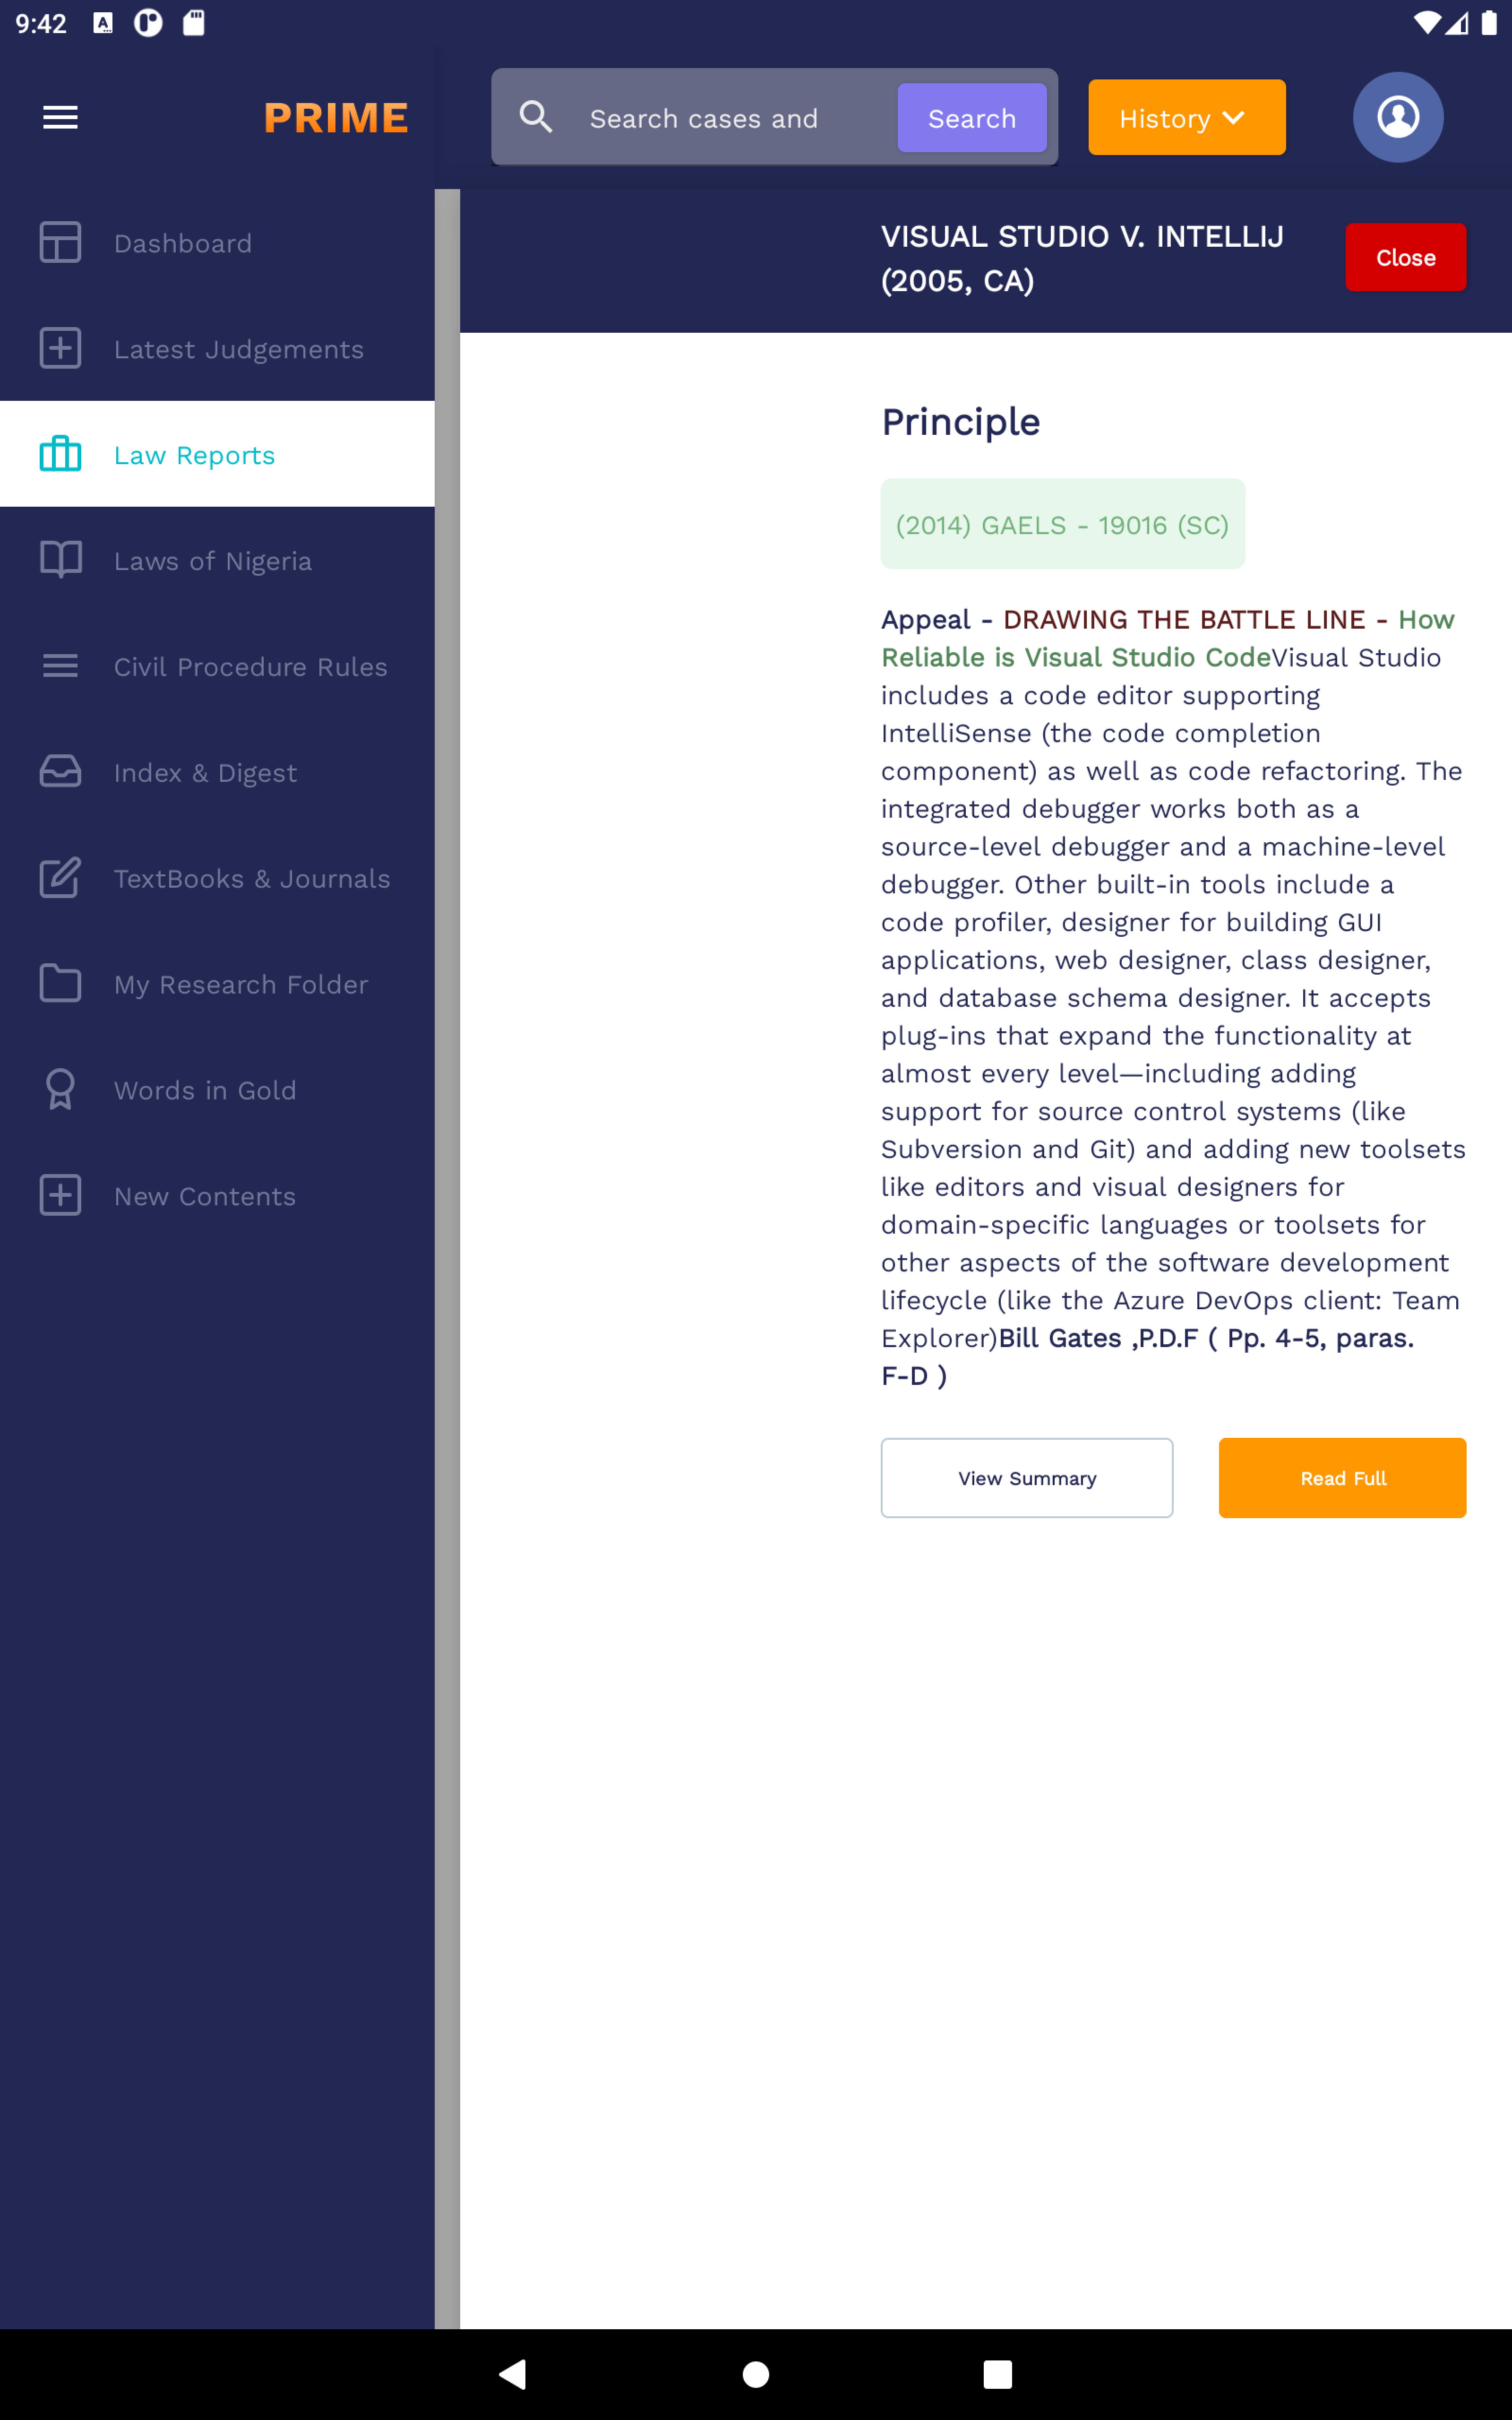 9:42
PRIME
Search cases and
Search
History
Dashboard
Latest Judgements
Law Reports
Laws of Nigeria
Civil Procedure Rules
Index & Digest
TextBooks & Journals
My Research Folder
Words in Gold
New Contents
VISUAL STUDIO V. INTELLIJ
(2005, CA)
Close
Principle
(2014) GAELS - 19016 (SC)
Appeal - DRAWING THE BATTLE LINE - How
Reliable is Visual Studio CodeVisual Studio
includes a code editor supporting
IntelliSense (the code completion
component) as well as code refactoring. The
integrated debugger works both as a
source-level debugger and a machine-level
debugger. Other built-in tools include a
code profiler, designer for building GUI
applications, web designer, class designer,
and database schema designer. It accepts
plug-ins that expand the functionality at
almost every level—including adding
support for source control systems (like
Subversion and Git) and adding new toolsets
like editors and visual designers for
domain-specific languages or toolsets for
other aspects of the software development
lifecycle (like the Azure DevOps client: Team
Explorer)Bill Gates ,P.D.F ( Pp. 4-5, paras.
F-D )
View Summary
Read Full